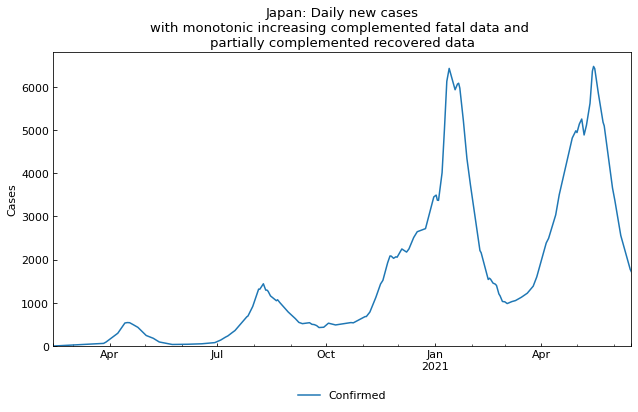 Japan: Daily new cases
with monotonic increasing complemented fatal data and
partially complemented recovered data
6000
5000
4000
3000
2000
1000
0
Cases
Apr
Jul
Oct
Jan
2021
Apr
Confirmed